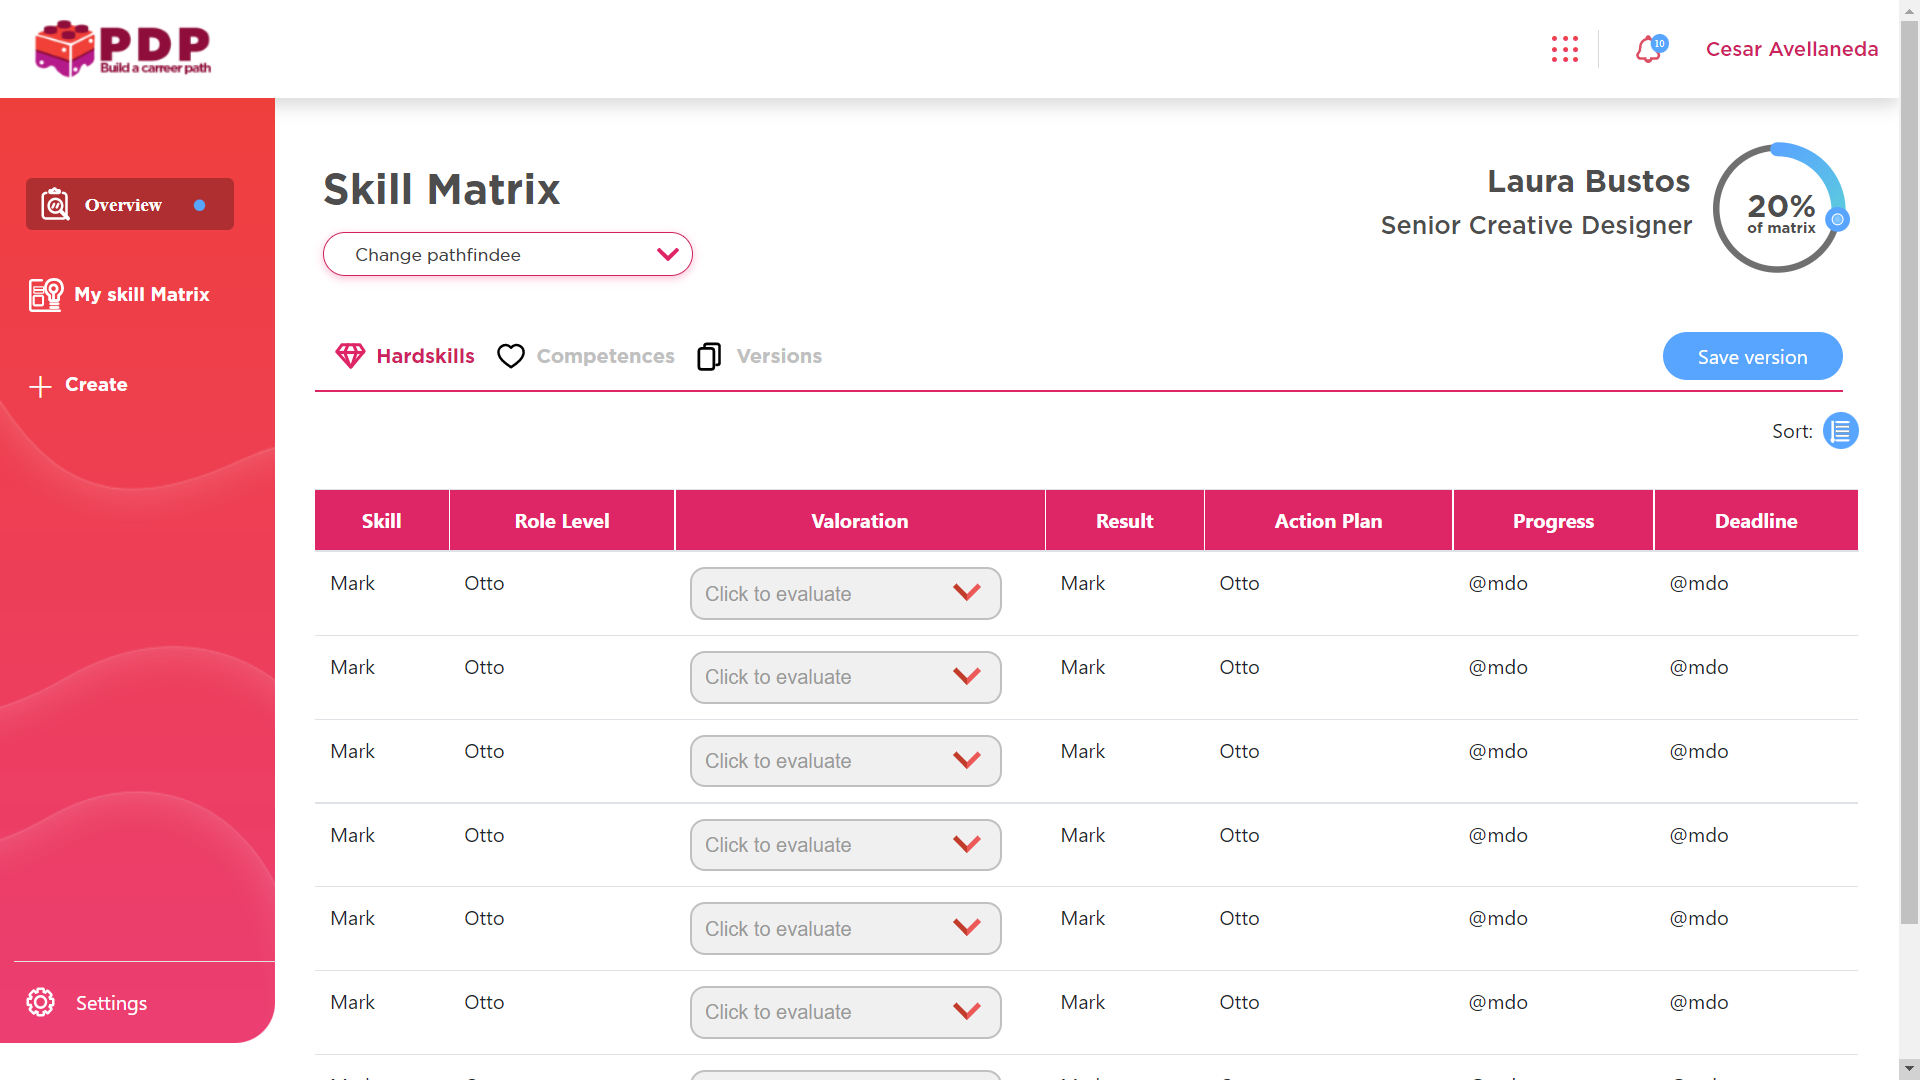 PDP
Build a carreer path
10
Cesar Avellaneda
Overview
My skill Matrix
Create
Settings
Skill Matrix
Change pathfindee
Laura Bustos
Senior Creative Designer
20%
of matrix
Hardskills Competences Versions
Save version
Sort:
Skill Role Level Valoration Result Action Plan Progress Deadline
Mark Otto Click to evaluate Mark Otto @mdo @mdo
Mark Otto Click to evaluate Mark Otto @mdo @mdo
Mark Otto Click to evaluate Mark Otto @mdo @mdo
Mark Otto Click to evaluate Mark Otto @mdo @mdo
Mark Otto Click to evaluate Mark Otto @mdo @mdo
Mark Otto Click to evaluate Mark Otto @mdo @mdo